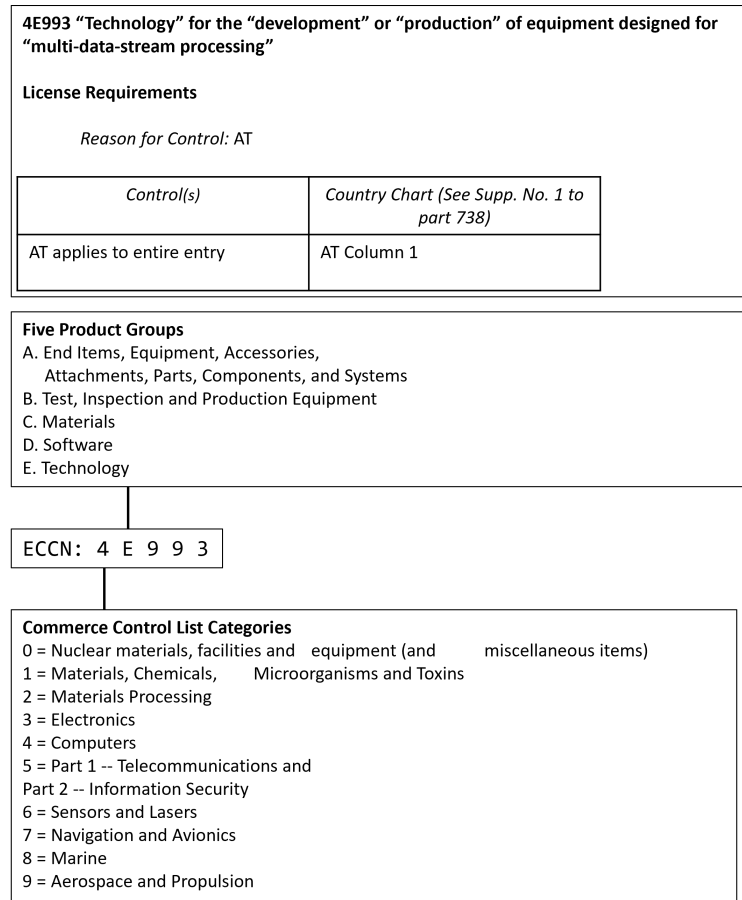 4E993 “Technology” for the “development” or “production” of equipment designed for
“multi-data-stream processing”
License Requirements
Reason for Control: AT
Control(s)
Country Chart (See Supp. No. 1 to
part 738)
AT applies to entire entry
AT Column 1
Five Product Groups
A. End Items, Equipment, Accessories,
Attachments, Parts, Components, and Systems
B. Test, Inspection and Production Equipment
C. Materials
D. Software
E. Technology
ECCN: 4 E 9 9 3
Commerce Control List Categories
0 = Nuclear materials, facilities and equipment (and miscellaneous items)
1 = Materials, Chemicals, Microorganisms and Toxins
2 = Materials Processing
3 = Electronics
4 = Computers
5 = Part 1 -- Telecommunications and
Part 2 -- Information Security
6 = Sensors and Lasers
7 = Navigation and Avionics
8 = Marine
9 = Aerospace and Propulsion